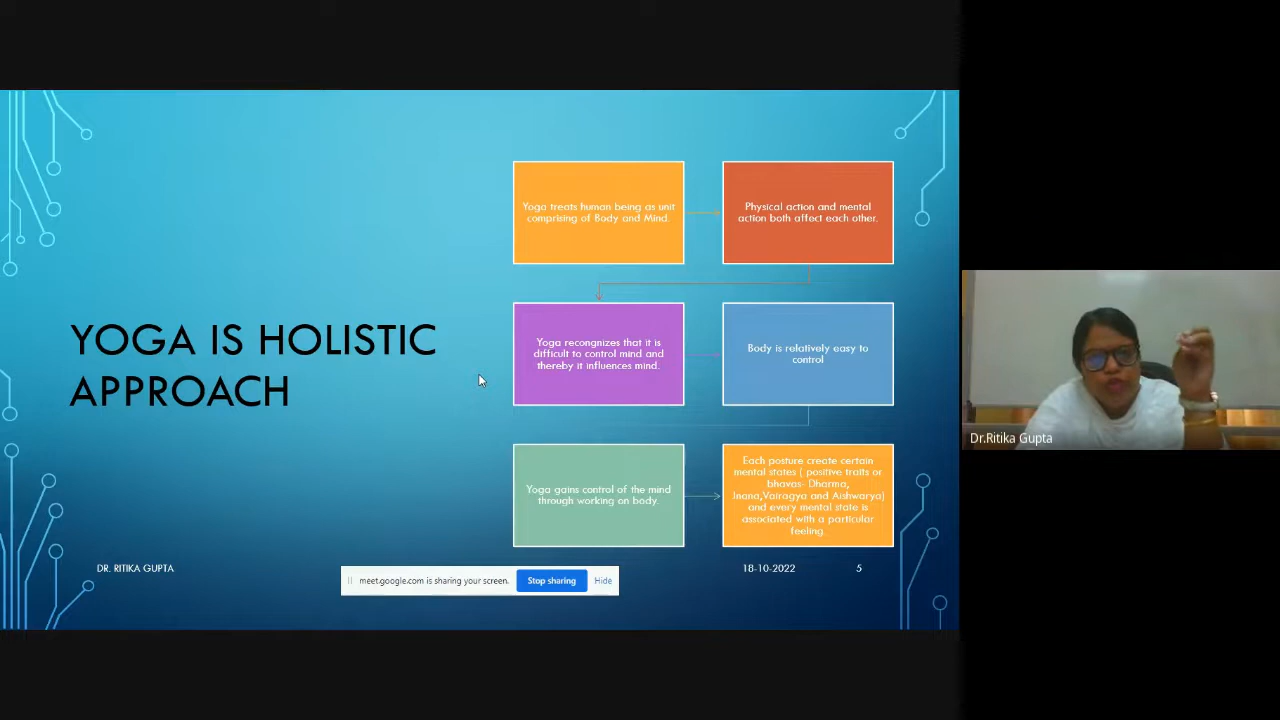 YOGA IS HOLISTIC
APPROACH
Yoga treats human being as unit
comprising of Body and Mind.
Physical action and mental
action both affect each other.
Yoga recongnizes that it is
difficult to control mind and
thereby it influences mind.
Body is relatively easy to
control
Yoga gains control of the mind
through working on body.
Each posture create certain
mental states ( positive traits or
bhavas- Dharma,
Jnana,Vairagya and Aishwarya)
and every mental state is
associated with a particular
feeling.
DR. RITIKA GUPTA
18-10-2022
5
meet.google.com is sharing your screen.
Stop sharing
Hide
Dr.Ritika Gupta